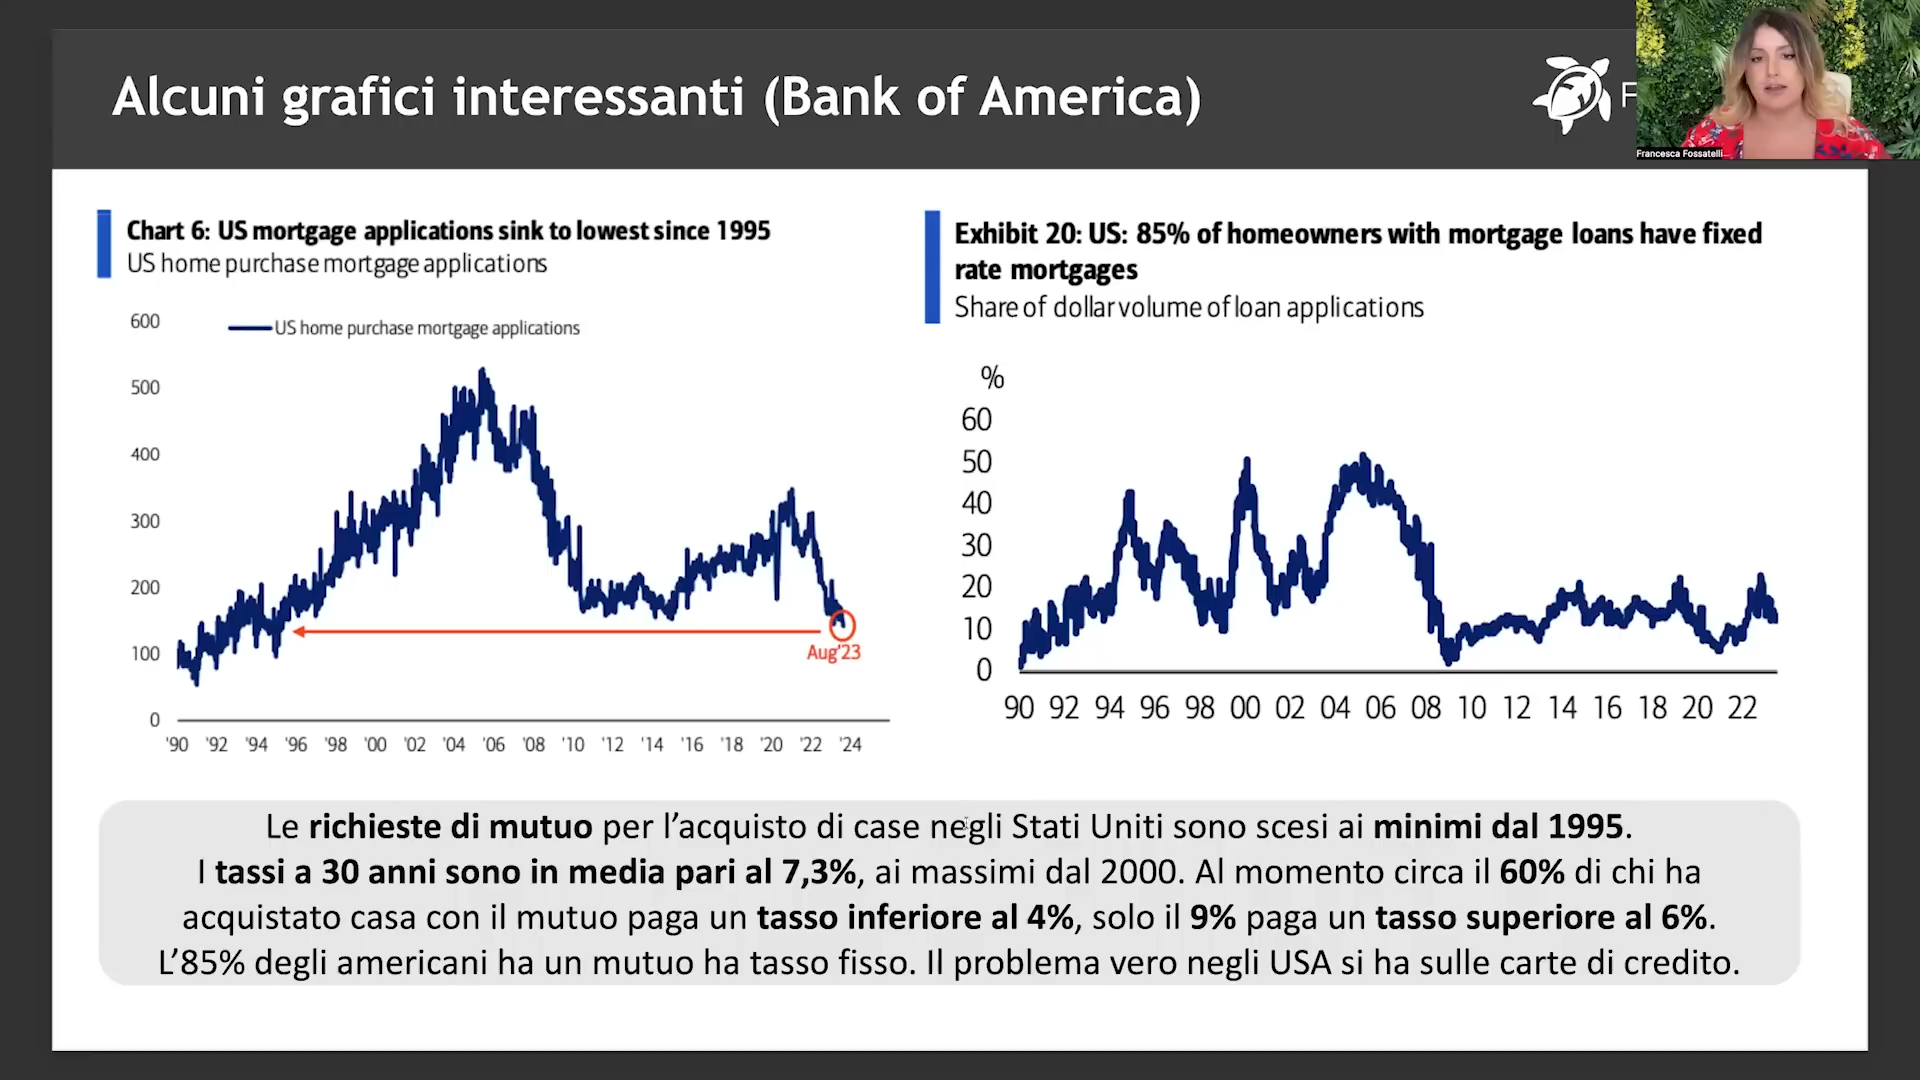 Alcuni grafici interessanti (Bank of America)
F
Francesca Fossatelli
Chart 6: US mortgage applications sink to lowest since 1995
US home purchase mortgage applications
600
US home purchase mortgage applications
500
400
300
200
100
0
Aug'23
'90 '92 '94 '96 '98 '00 '02 '04 '06 '08 '10 '12 '14 '16 '18 '20 '22 '24
Exhibit 20: US: 85% of homeowners with mortgage loans have fixed
rate mortgages
Share of dollar volume of loan applications
%
60
50
40
30
20
10
0
90 92 94 96 98 00 02 04 06 08 10 12 14 16 18 20 22
Le richieste di mutuo per l'acquisto di case negli Stati Uniti sono scesi ai minimi dal 1995.
I tassi a 30 anni sono in media pari al 7,3%, ai massimi dal 2000. Al momento circa il 60% di chi ha
acquistato casa con il mutuo paga un tasso inferiore al 4%, solo il 9% paga un tasso superiore al 6%.
L'85% degli americani ha un mutuo ha tasso fisso. Il problema vero negli USA si ha sulle carte di credito.